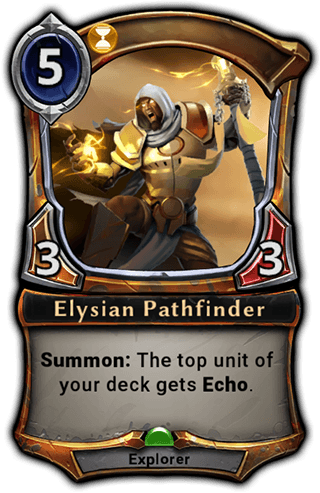 5
3
3
Elysian Pathfinder
Summon: The top unit of
your deck gets Echo.
Explorer